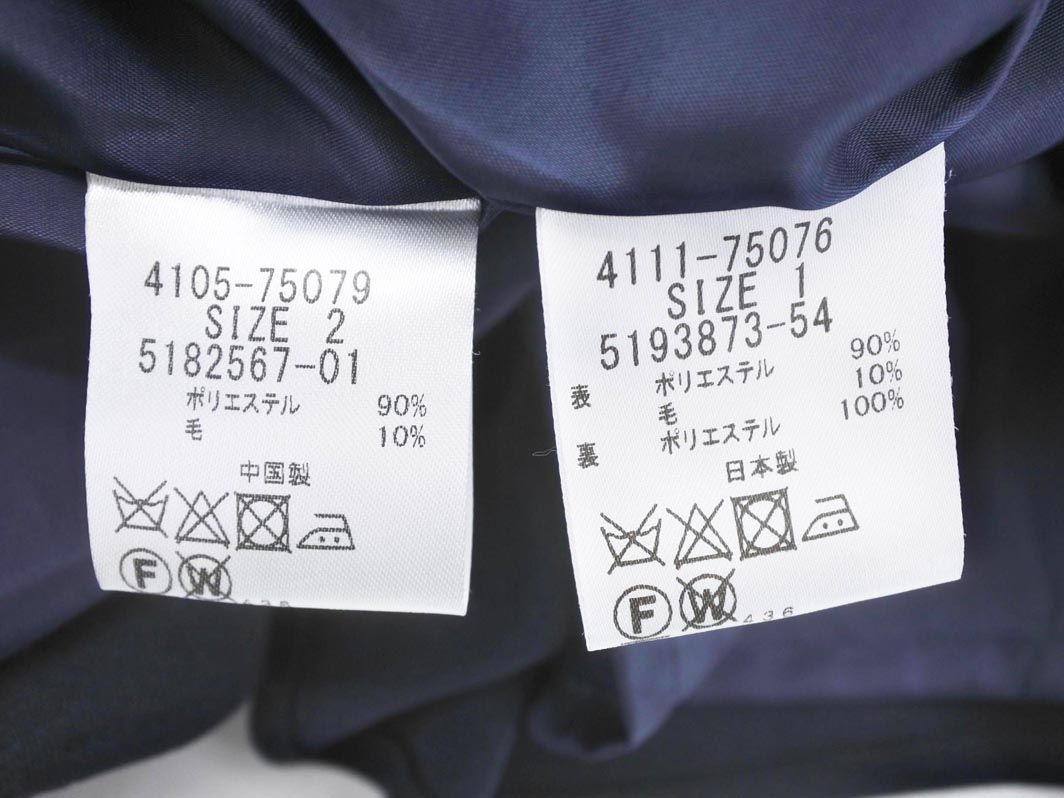 4105-75079
SIZE 2
5182567-01
ポリエステル 90%
毛 10%
中国製
F W
4111-75076
SIZE 1
5193873-54
表 ポリエステル 90%
毛 10%
裏 ポリエステル 100%
日本製
F W
436